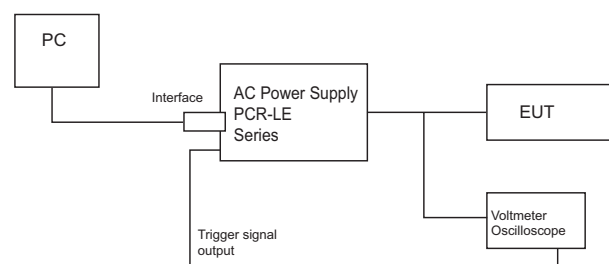 PC
Interface
AC Power Supply
PCR-LE
Series
EUT
Voltmeter
Oscilloscope
Trigger signal
output